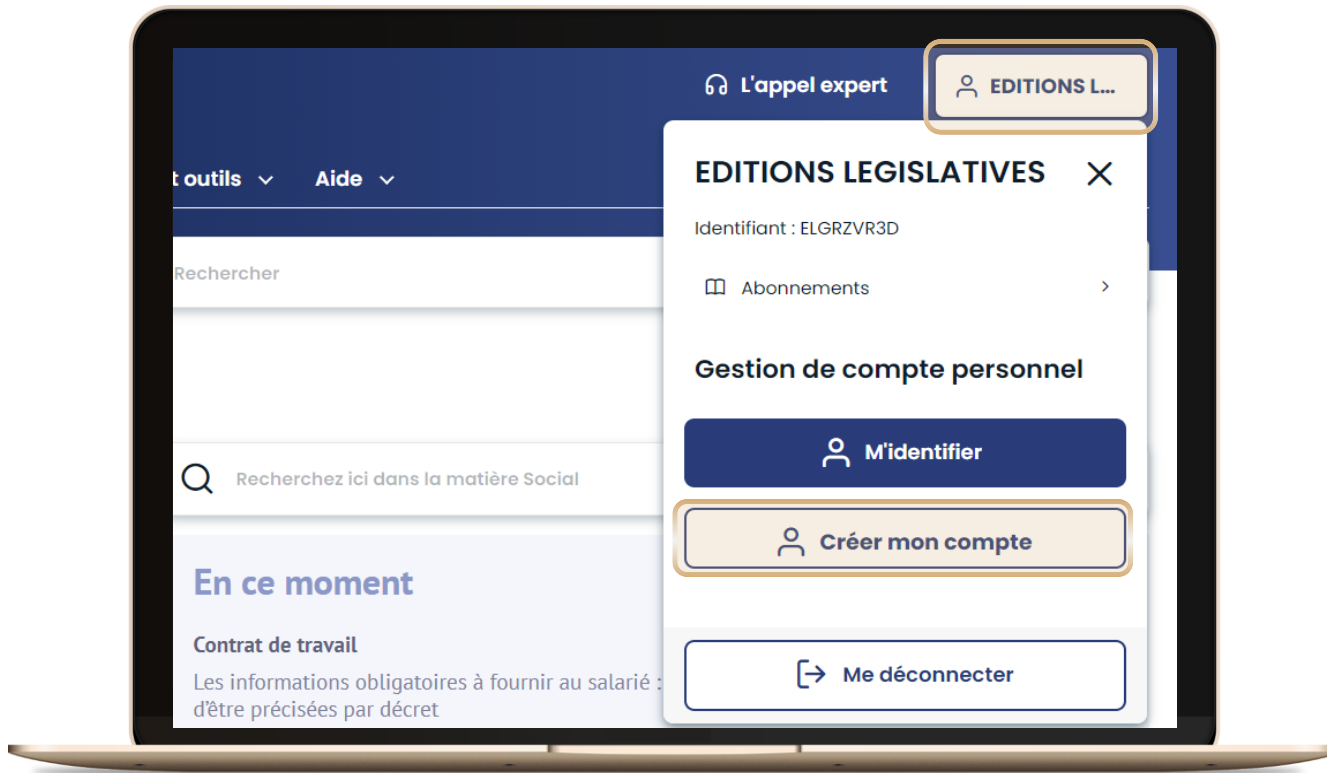 L'appel expert
EDITIONS L...
t outils
Aide
EDITIONS LEGISLATIVES
Identifiant : ELGRZVR3D
Rechercher
Abonnements
Gestion de compte personnel
M'identifier
Recherchez ici dans la matière Social
Créer mon compte
En ce moment
Contrat de travail
Les informations obligatoires à fournir au salarié :
d'être précisées par décret
Me déconnecter